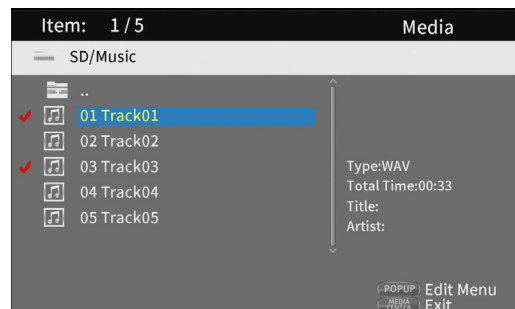 Item: 1/5 Media
SD/Music
..
01 Track01
02 Track02
03 Track03
04 Track04
05 Track05
Type:WAV
Total Time:00:33
Title:
Artist:
POPUP Edit Menu
MEDIA CENTER Exit